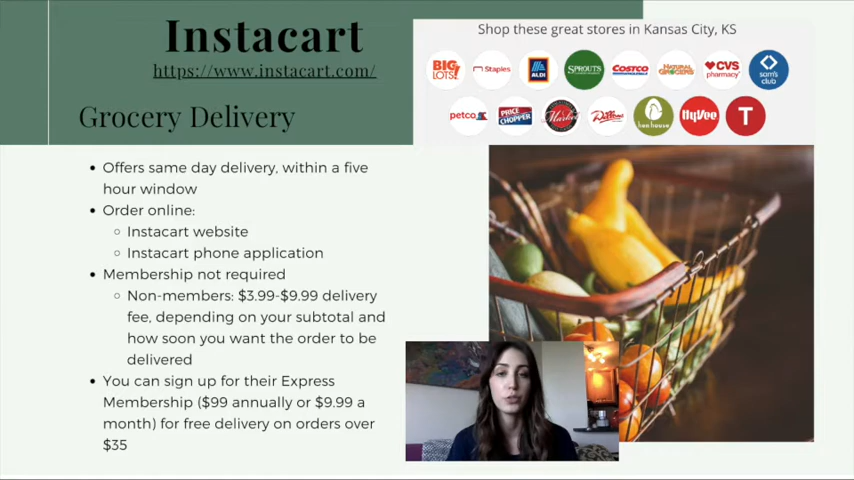 Instacart
https://www.instacart.com/
Grocery Delivery
Shop these great stores in Kansas City, KS
BIG LOTS!
Staples
ALDI
SPROUTS
COSTCO
NATURAL GROCERS
CVS pharmacy
sam's club
petco
PRICE CHOPPER
Market
Dillons
hen house
HyVee
T
Offers same day delivery, within a five
hour window
Order online:
Instacart website
Instacart phone application
Membership not required
Non-members: $3.99-$9.99 delivery
fee, depending on your subtotal and
how soon you want the order to be
delivered
You can sign up for their Express
Membership ($99 annually or $9.99 a
month) for free delivery on orders over
$35